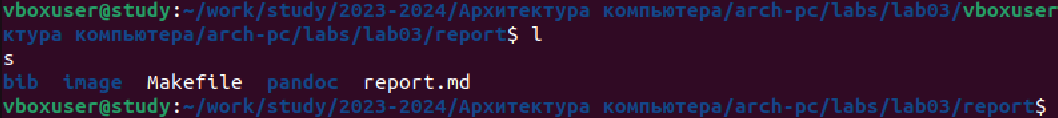 vboxuser@study:~/work/study/2023-2024/Архитектура компьютера/arch-pc/labs/lab03/vboxuser
ктура компьютера/arch-pc/labs/lab03/report$ l
s
bib  image  Makefile  pandoc  report.md
vboxuser@study:~/work/study/2023-2024/Архитектура компьютера/arch-pc/labs/lab03/report$